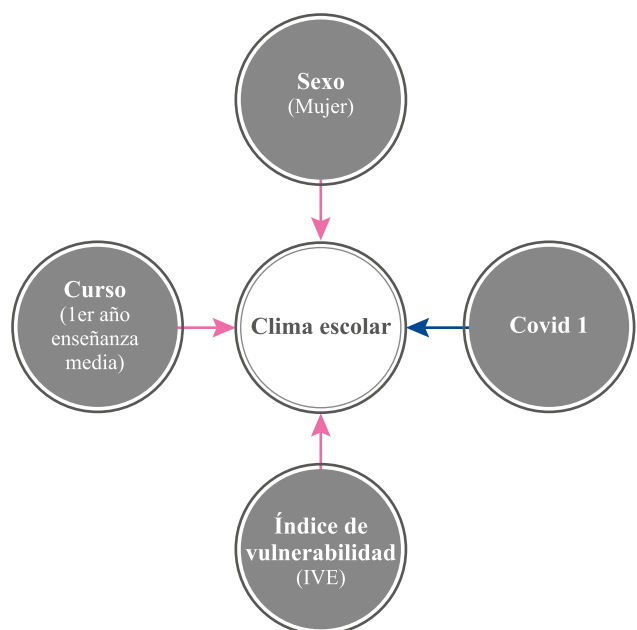 Sexo
(Mujer)
Curso
(1er año
enseñanza
media)
Clima escolar
Covid 1
Índice de
vulnerabilidad
(IVE)